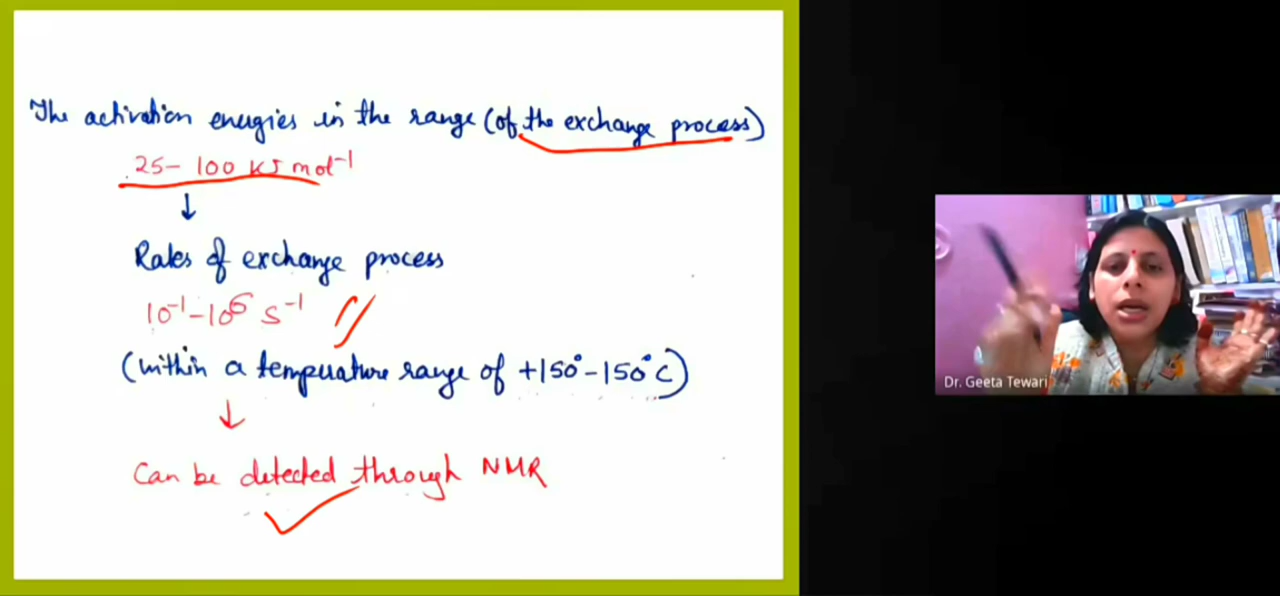 The activation energies in the range (of the exchange process)
25- 100 KJ mol⁻¹
↓
Rates of exchange process
10⁻¹-10⁶ S⁻¹
(within a temperature range of +150°-150°C)
↓
Can be detected through NMR
Dr. Geeta Tewari